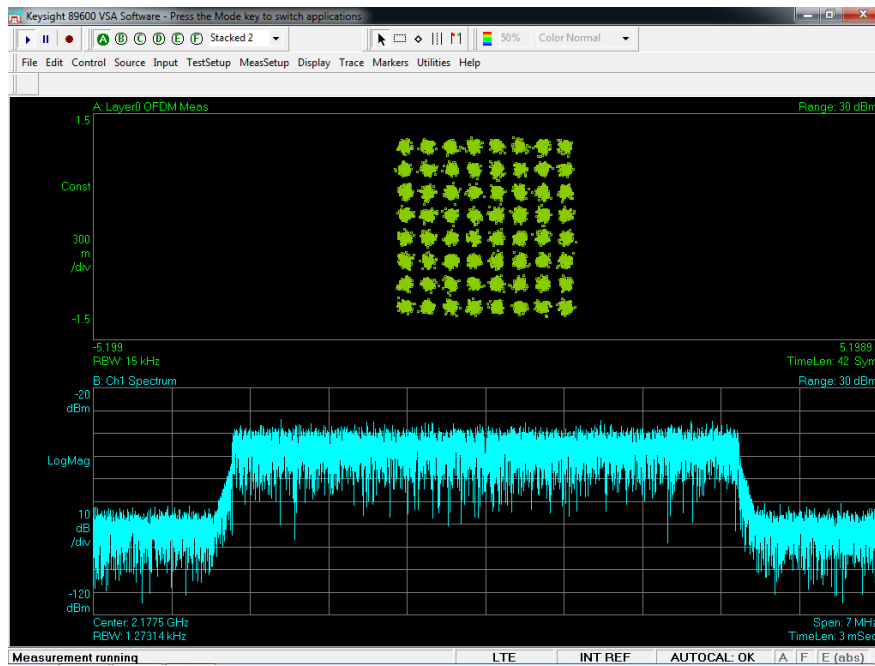 Keysight 89600 VSA Software - Press the Mode key to switch applications
A B C D E F Stacked 2 50% Color Normal
File Edit Control Source Input TestSetup MeasSetup Display Trace Markers Utilities Help
A: Layer0 OFDM Meas Range: 30 dBm
1.5
Const
300
m
/div
-1.5
-5.199 5.1989
RBW: 15 kHz TimeLen: 42 Sym
B: Ch1 Spectrum Range: 30 dBm
-20
dBm
LogMag
10
dB
/div
-120
dBm
Center: 2.1775 GHz Span: 7 MHz
RBW: 1.27314 kHz TimeLen: 3 mSec
Measurement running LTE INT REF AUTOCAL: OK A F E (abs)